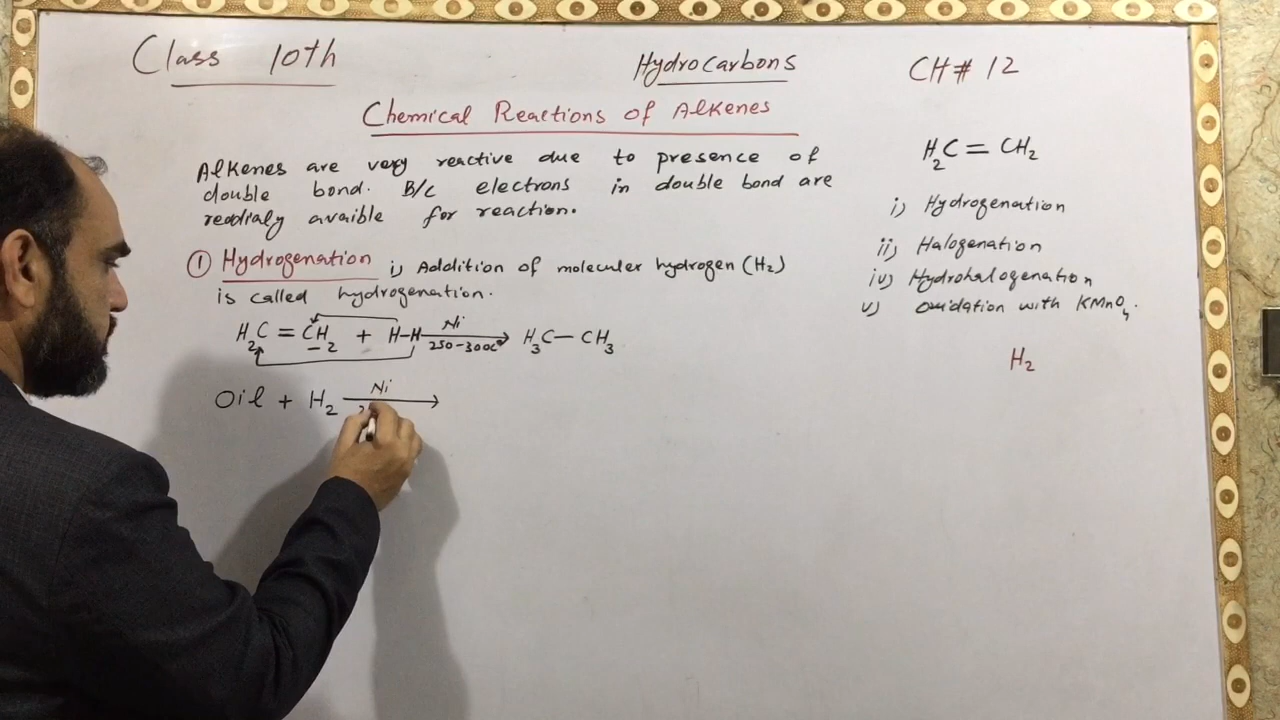 Class 10th
Hydrocarbons
CH # 12
Chemical Reactions of Alkenes
Alkenes are very reactive due to presence of
double bond. B/C electrons in double bond are
readialy avaible for reaction.
① Hydrogenation i) Addition of moleculer hydrogen (H₂)
is called hydrogenation.
H₂C = CH₂ + H-H Ni 250-300C° → H₃C — CH₃
Oil + H₂ Ni →
H₂C = CH₂
i) Hydrogenation
ii) Halogenation
iv) Hydrohalogenation
v) Oxidation with KMnO₄.
H₂